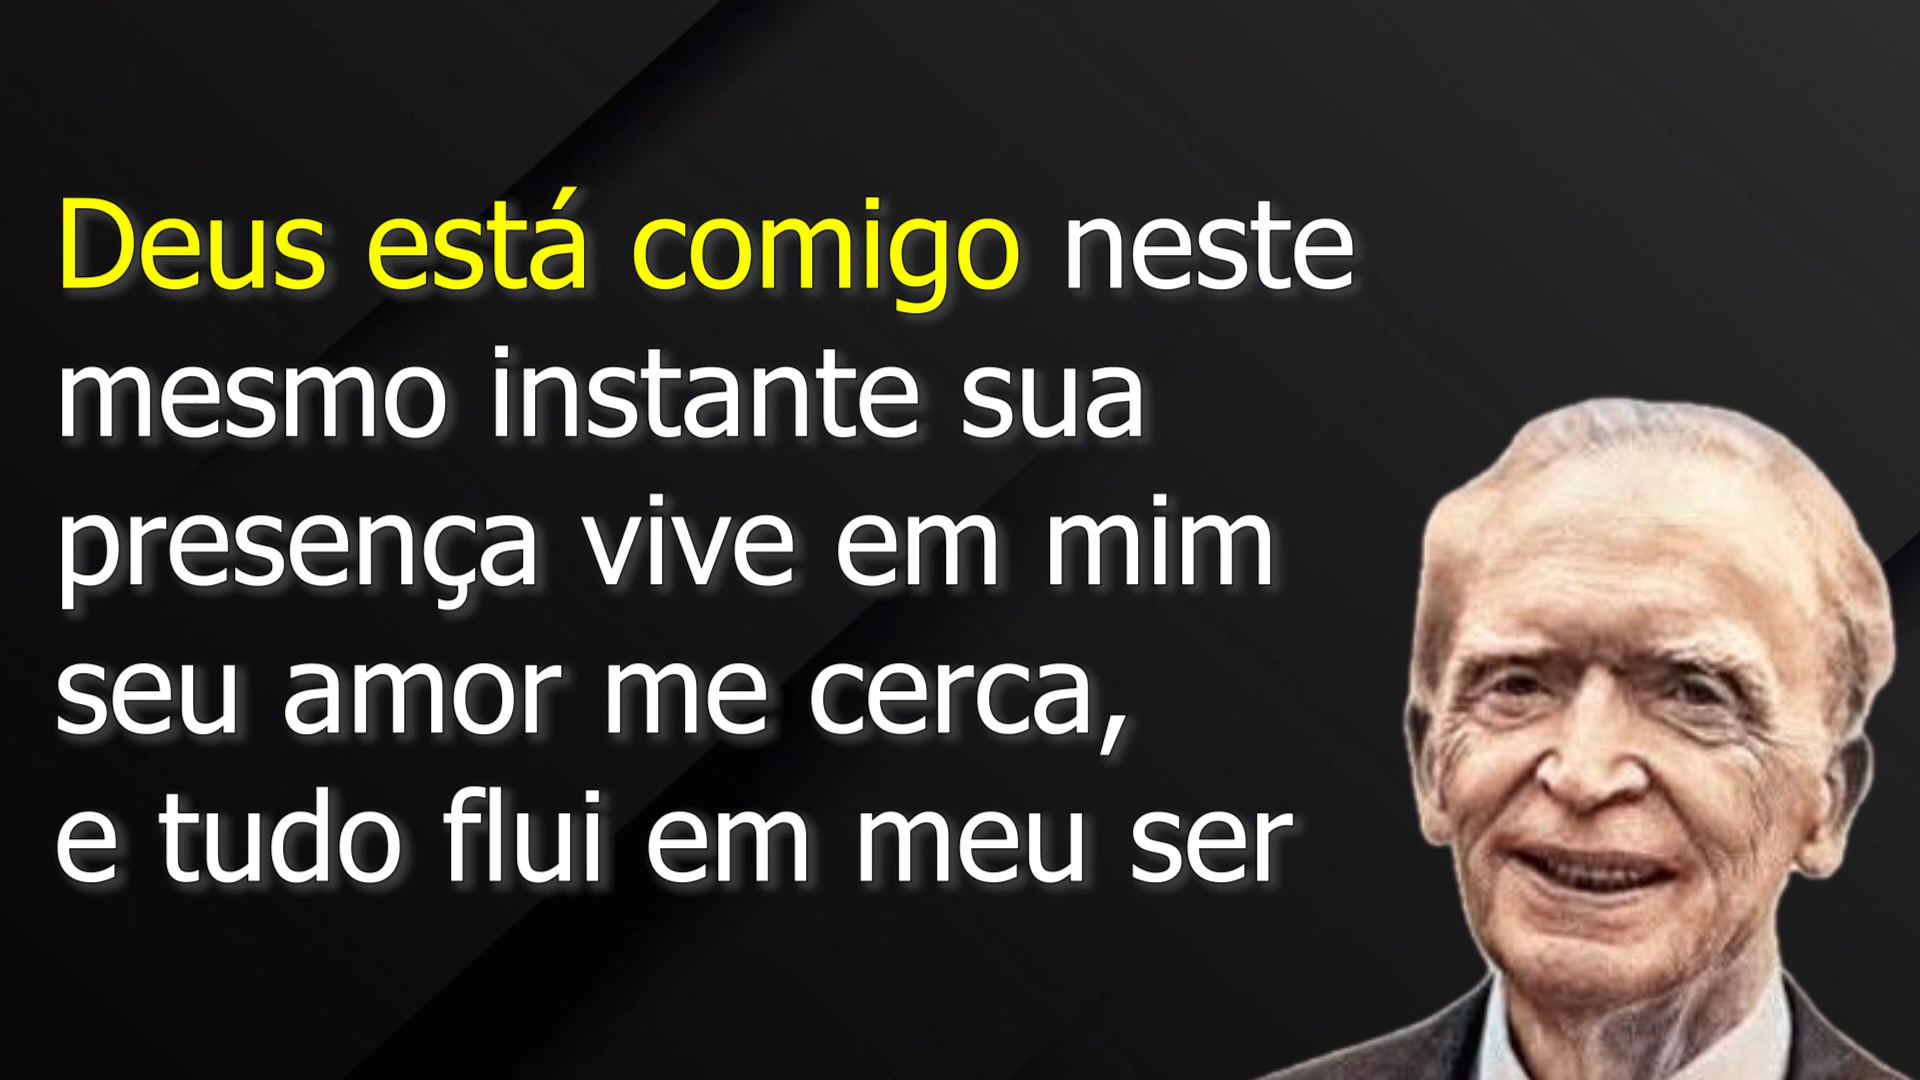 Deus está comigo neste
mesmo instante sua
presença vive em mim
seu amor me cerca,
e tudo flui em meu ser